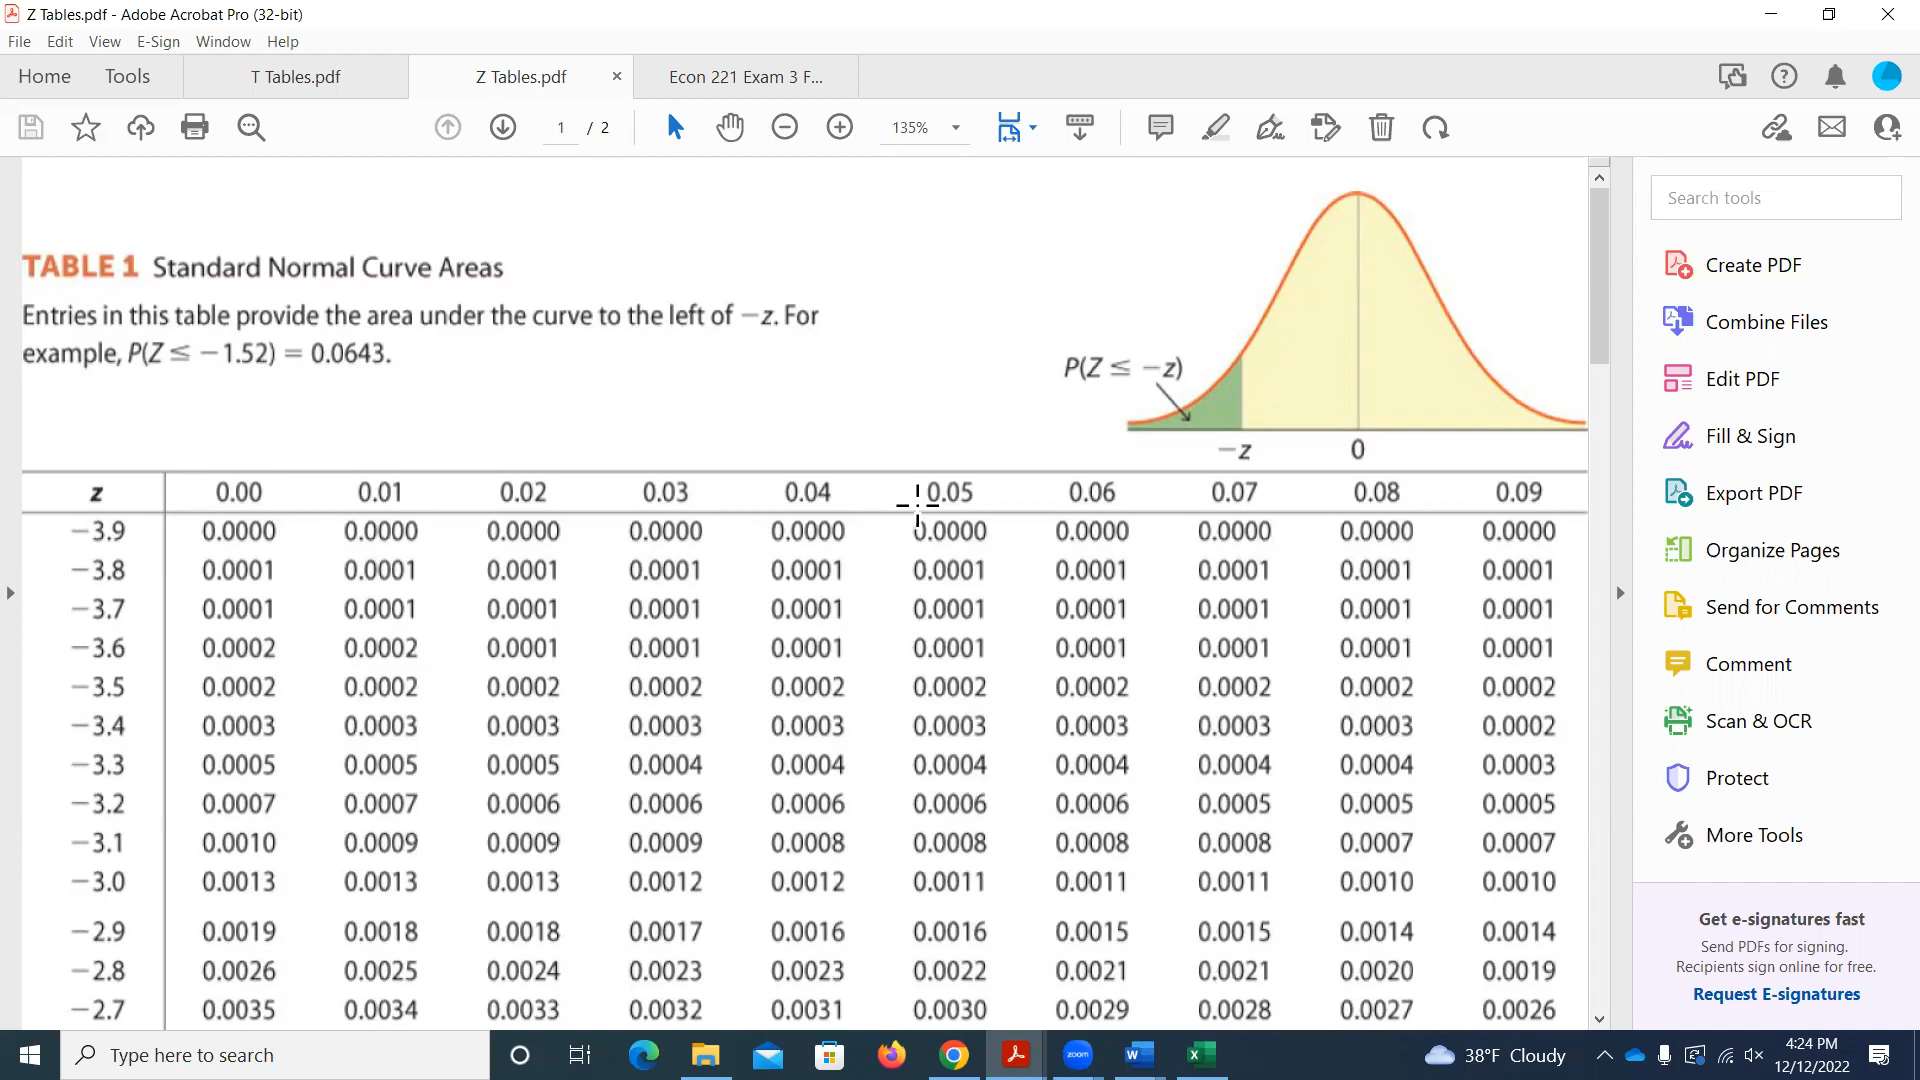 Z Tables.pdf - Adobe Acrobat Pro (32-bit)
File Edit View E-Sign Window Help
Home Tools T Tables.pdf Z Tables.pdf × Econ 221 Exam 3 F...
1 / 2 135%
Search tools
TABLE 1 Standard Normal Curve Areas
Entries in this table provide the area under the curve to the left of −z. For
example, P(Z ≤ −1.52) = 0.0643.
P(Z ≤ −z)
−z 0
z 0.00 0.01 0.02 0.03 0.04 0.05 0.06 0.07 0.08 0.09
−3.9 0.0000 0.0000 0.0000 0.0000 0.0000 0.0000 0.0000 0.0000 0.0000 0.0000
−3.8 0.0001 0.0001 0.0001 0.0001 0.0001 0.0001 0.0001 0.0001 0.0001 0.0001
−3.7 0.0001 0.0001 0.0001 0.0001 0.0001 0.0001 0.0001 0.0001 0.0001 0.0001
−3.6 0.0002 0.0002 0.0001 0.0001 0.0001 0.0001 0.0001 0.0001 0.0001 0.0001
−3.5 0.0002 0.0002 0.0002 0.0002 0.0002 0.0002 0.0002 0.0002 0.0002 0.0002
−3.4 0.0003 0.0003 0.0003 0.0003 0.0003 0.0003 0.0003 0.0003 0.0003 0.0002
−3.3 0.0005 0.0005 0.0005 0.0004 0.0004 0.0004 0.0004 0.0004 0.0004 0.0003
−3.2 0.0007 0.0007 0.0006 0.0006 0.0006 0.0006 0.0006 0.0005 0.0005 0.0005
−3.1 0.0010 0.0009 0.0009 0.0009 0.0008 0.0008 0.0008 0.0008 0.0007 0.0007
−3.0 0.0013 0.0013 0.0013 0.0012 0.0012 0.0011 0.0011 0.0011 0.0010 0.0010
−2.9 0.0019 0.0018 0.0018 0.0017 0.0016 0.0016 0.0015 0.0015 0.0014 0.0014
−2.8 0.0026 0.0025 0.0024 0.0023 0.0023 0.0022 0.0021 0.0021 0.0020 0.0019
−2.7 0.0035 0.0034 0.0033 0.0032 0.0031 0.0030 0.0029 0.0028 0.0027 0.0026
Create PDF
Combine Files
Edit PDF
Fill & Sign
Export PDF
Organize Pages
Send for Comments
Comment
Scan & OCR
Protect
More Tools
Get e-signatures fast
Send PDFs for signing.
Recipients sign online for free.
Request E-signatures
Type here to search
zoom
38°F Cloudy
4:24 PM
12/12/2022